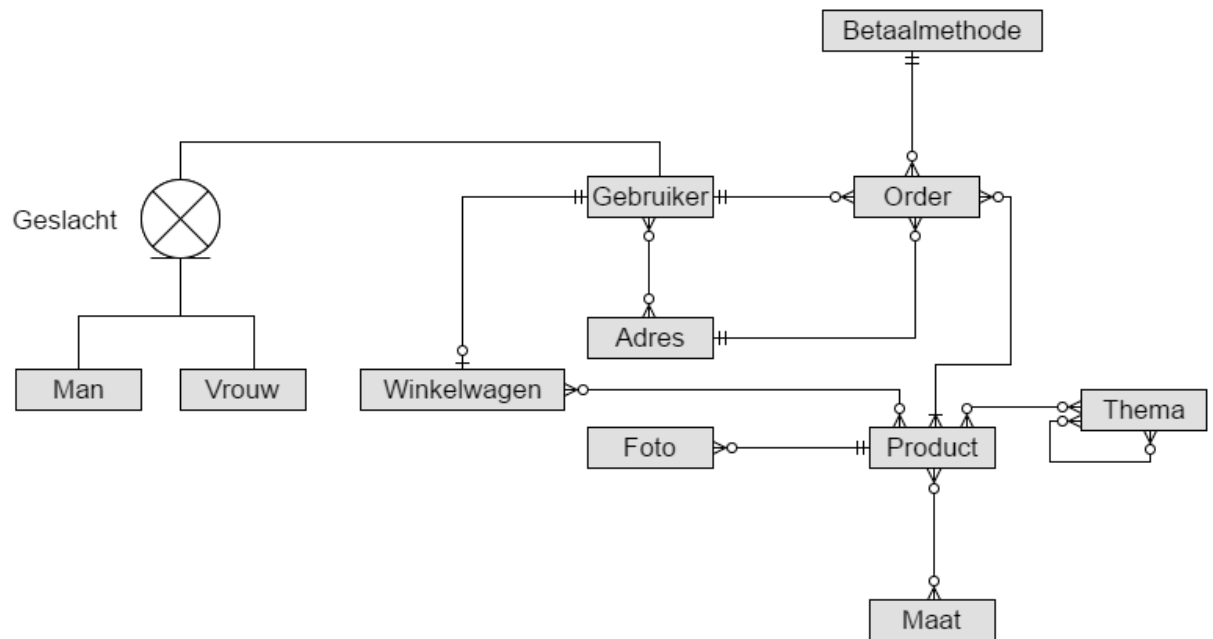 Betaalmethode
Gebruiker
Order
Geslacht
Adres
Man
Vrouw
Winkelwagen
Thema
Foto
Product
Maat